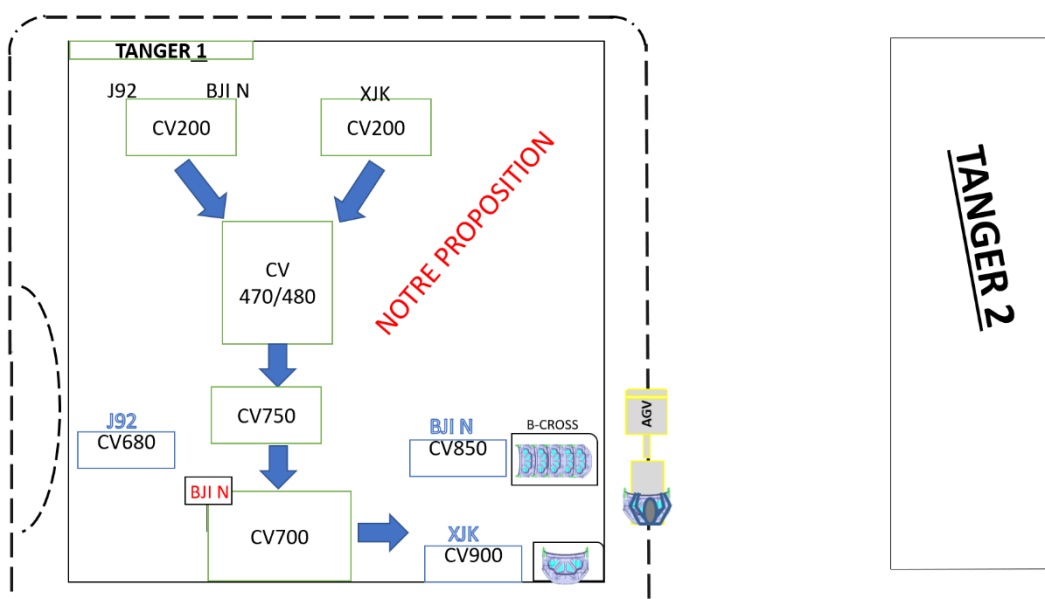 TANGER 1
J92
BJI N
XJK
CV200
CV200
NOTRE PROPOSITION
TANGER 2
CV
470/480
CV750
J92
CV680
BJI N
CV850
B-CROSS
AGV
BJI N
CV700
XJK
CV900